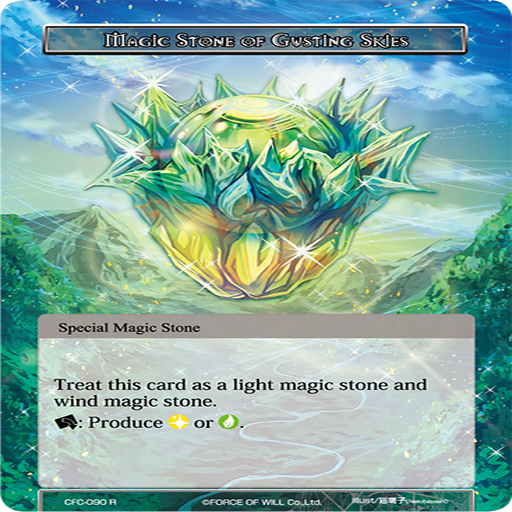 Magic Stone of Gusting Skies
Special Magic Stone
Treat this card as a light magic stone and
wind magic stone.
: Produce or .
CFC-090 R ©FORCE OF WILL Co.,Ltd. Illust/